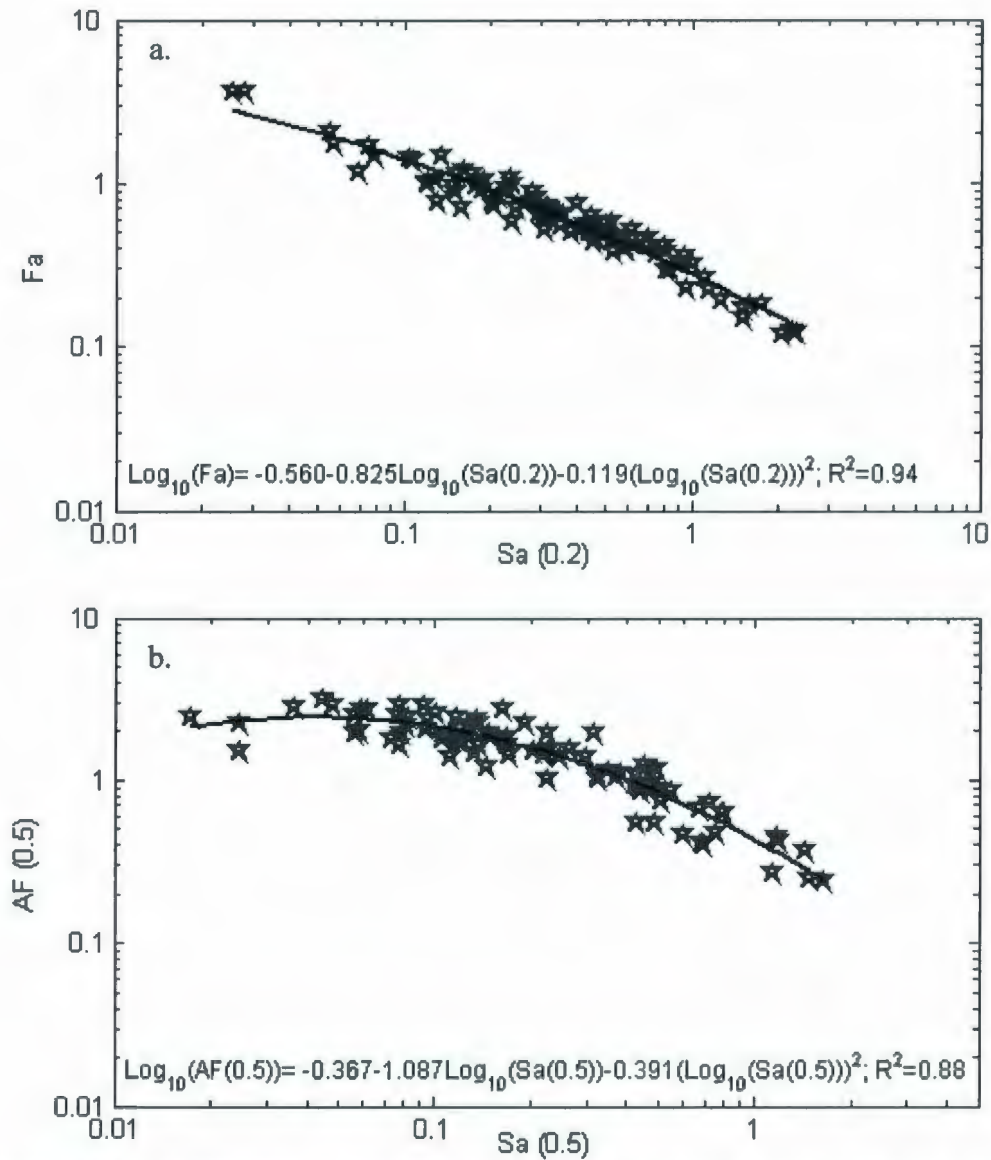 a.
10
1
0.1
0.01
Fa
Log10(Fa)= -0.560-0.825Log10(Sa(0.2))-0.119(Log10(Sa(0.2)))²; R²=0.94
0.01
0.1
1
10
Sa (0.2)
b.
10
1
0.1
0.01
AF (0.5)
Log10(AF(0.5))= -0.367-1.087Log10(Sa(0.5))-0.391(Log10(Sa(0.5)))²; R²=0.88
0.01
0.1
1
Sa (0.5)